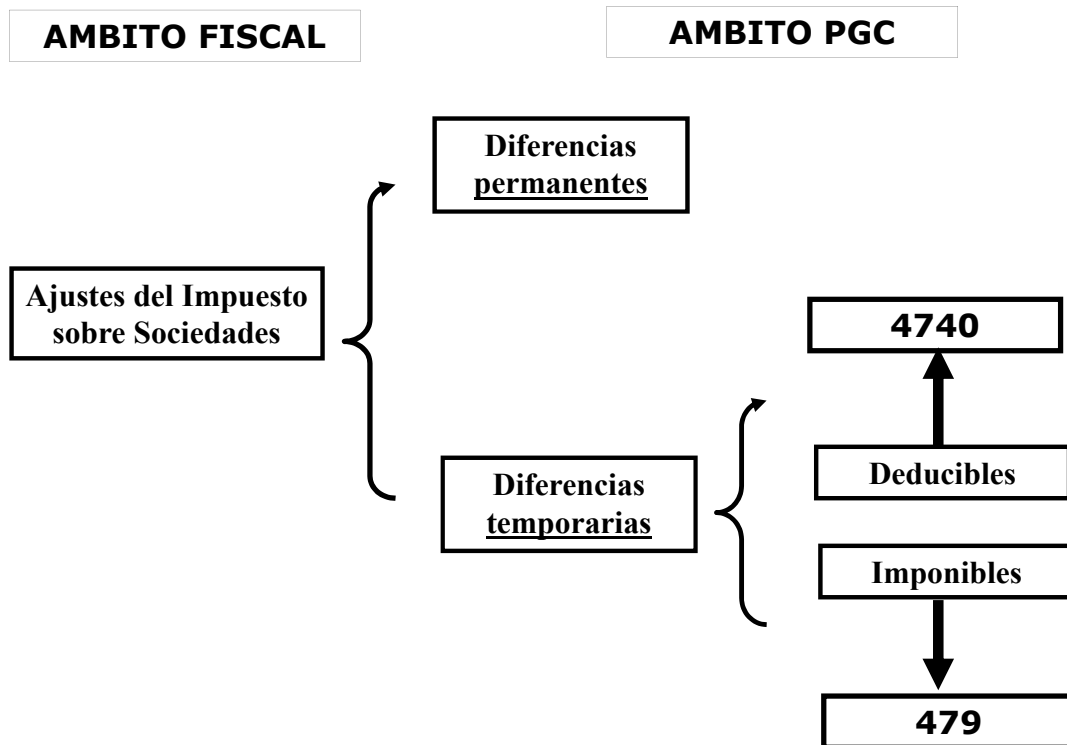 AMBITO FISCAL
AMBITO PGC
Diferencias
permanentes
Ajustes del Impuesto
sobre Sociedades
4740
Deducibles
Diferencias
temporarias
Imponibles
479